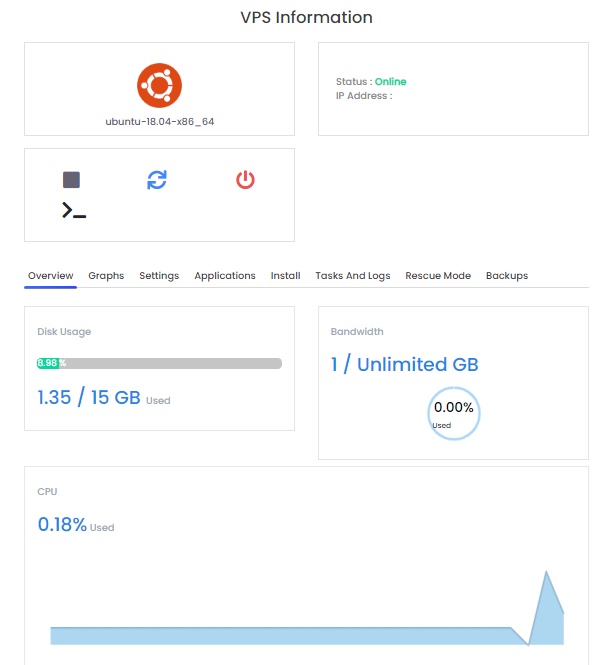 VPS Information
ubuntu-18.04-x86_64
Status : Online
IP Address :
Overview Graphs Settings Applications Install Tasks And Logs Rescue Mode Backups
Disk Usage
8.98 %
1.35 / 15 GB Used
Bandwidth
1 / Unlimited GB
0.00%
Used
CPU
0.18% Used